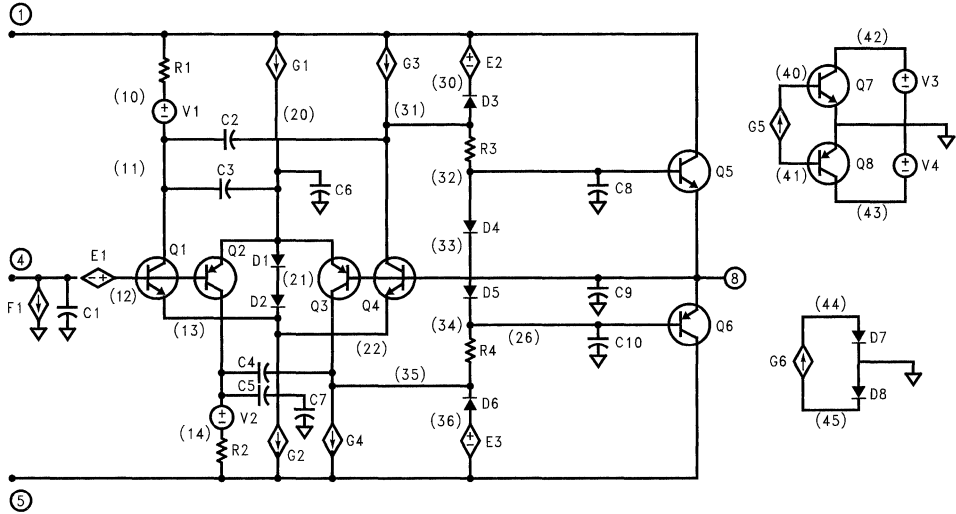 1
R1
G1
G3
E2
(42)
(10)
V1
(20)
(31)
(30)
D3
(40)
Q7
V3
C2
R3
G5
(11)
C3
C6
(32)
C8
Q5
(41)
Q8
V4
D4
(43)
4
E1
Q1
Q2
D1
(33)
8
F1
C1
(12)
(21)
D2
Q3
Q4
D5
C9
(13)
(22)
(34)
(26)
C10
Q6
(44)
D7
C4
C5
C7
(35)
R4
G6
D8
(14)
V2
R2
G2
G4
D6
(36)
E3
(45)
5